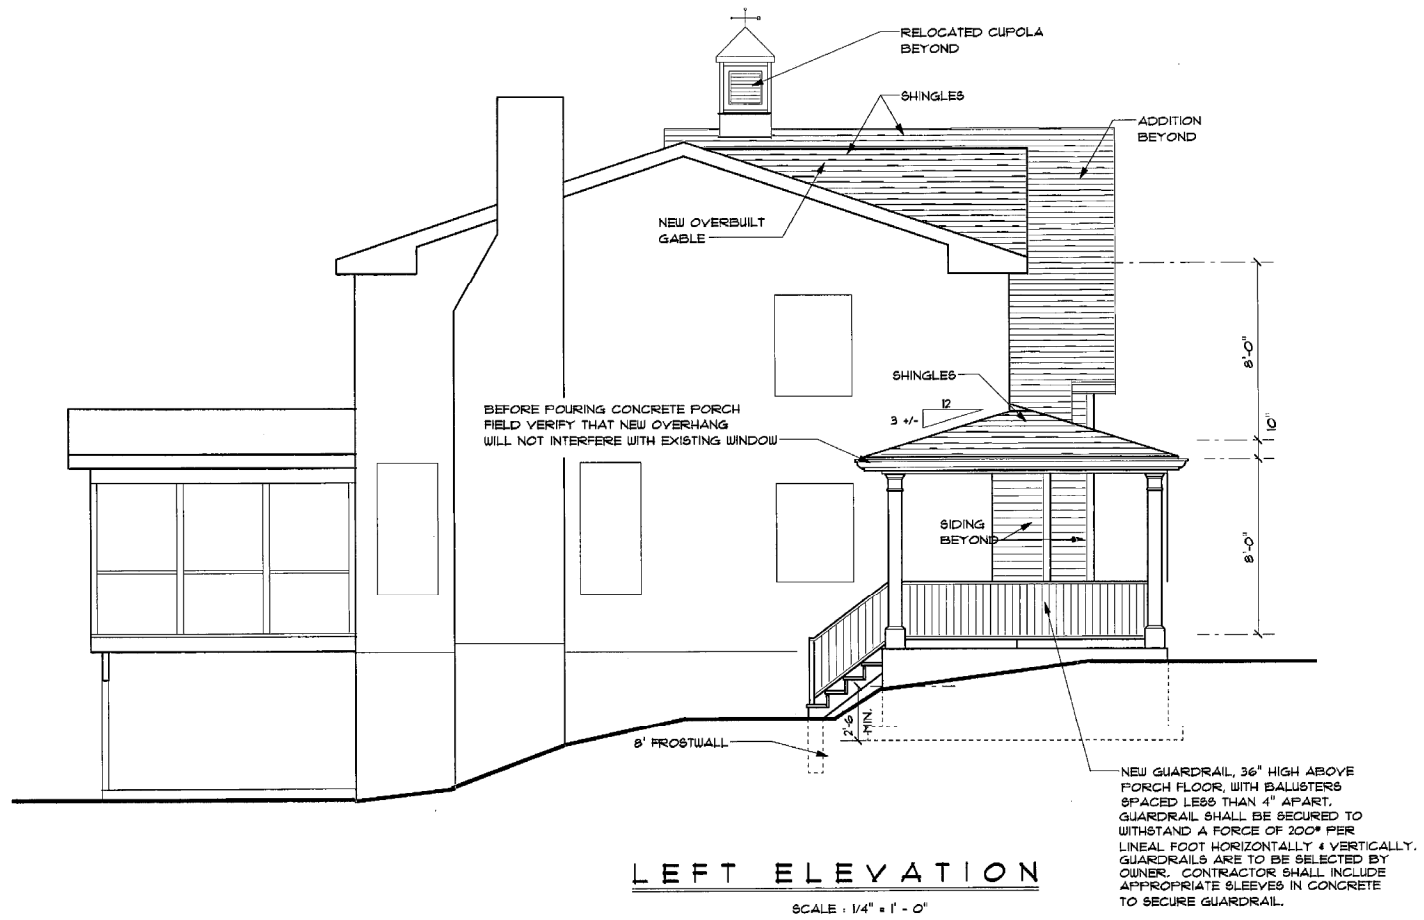 RELOCATED CUPOLA
BEYOND
SHINGLES
ADDITION
BEYOND
NEW OVERBUILT
GABLE
SHINGLES
12
3 +/-
8'-0"
10"
8'-0"
BEFORE POURING CONCRETE PORCH
FIELD VERIFY THAT NEW OVERHANG
WILL NOT INTERFERE WITH EXISTING WINDOW
SIDING
BEYOND
2'-6
MIN.
8' FROSTWALL
NEW GUARDRAIL, 36" HIGH ABOVE
PORCH FLOOR, WITH BALUSTERS
SPACED LESS THAN 4" APART.
GUARDRAIL SHALL BE SECURED TO
WITHSTAND A FORCE OF 200# PER
LINEAL FOOT HORIZONTALLY & VERTICALLY.
GUARDRAILS ARE TO BE SELECTED BY
OWNER. CONTRACTOR SHALL INCLUDE
APPROPRIATE SLEEVES IN CONCRETE
TO SECURE GUARDRAIL.
LEFT ELEVATION
SCALE : 1/4" = 1' - 0"